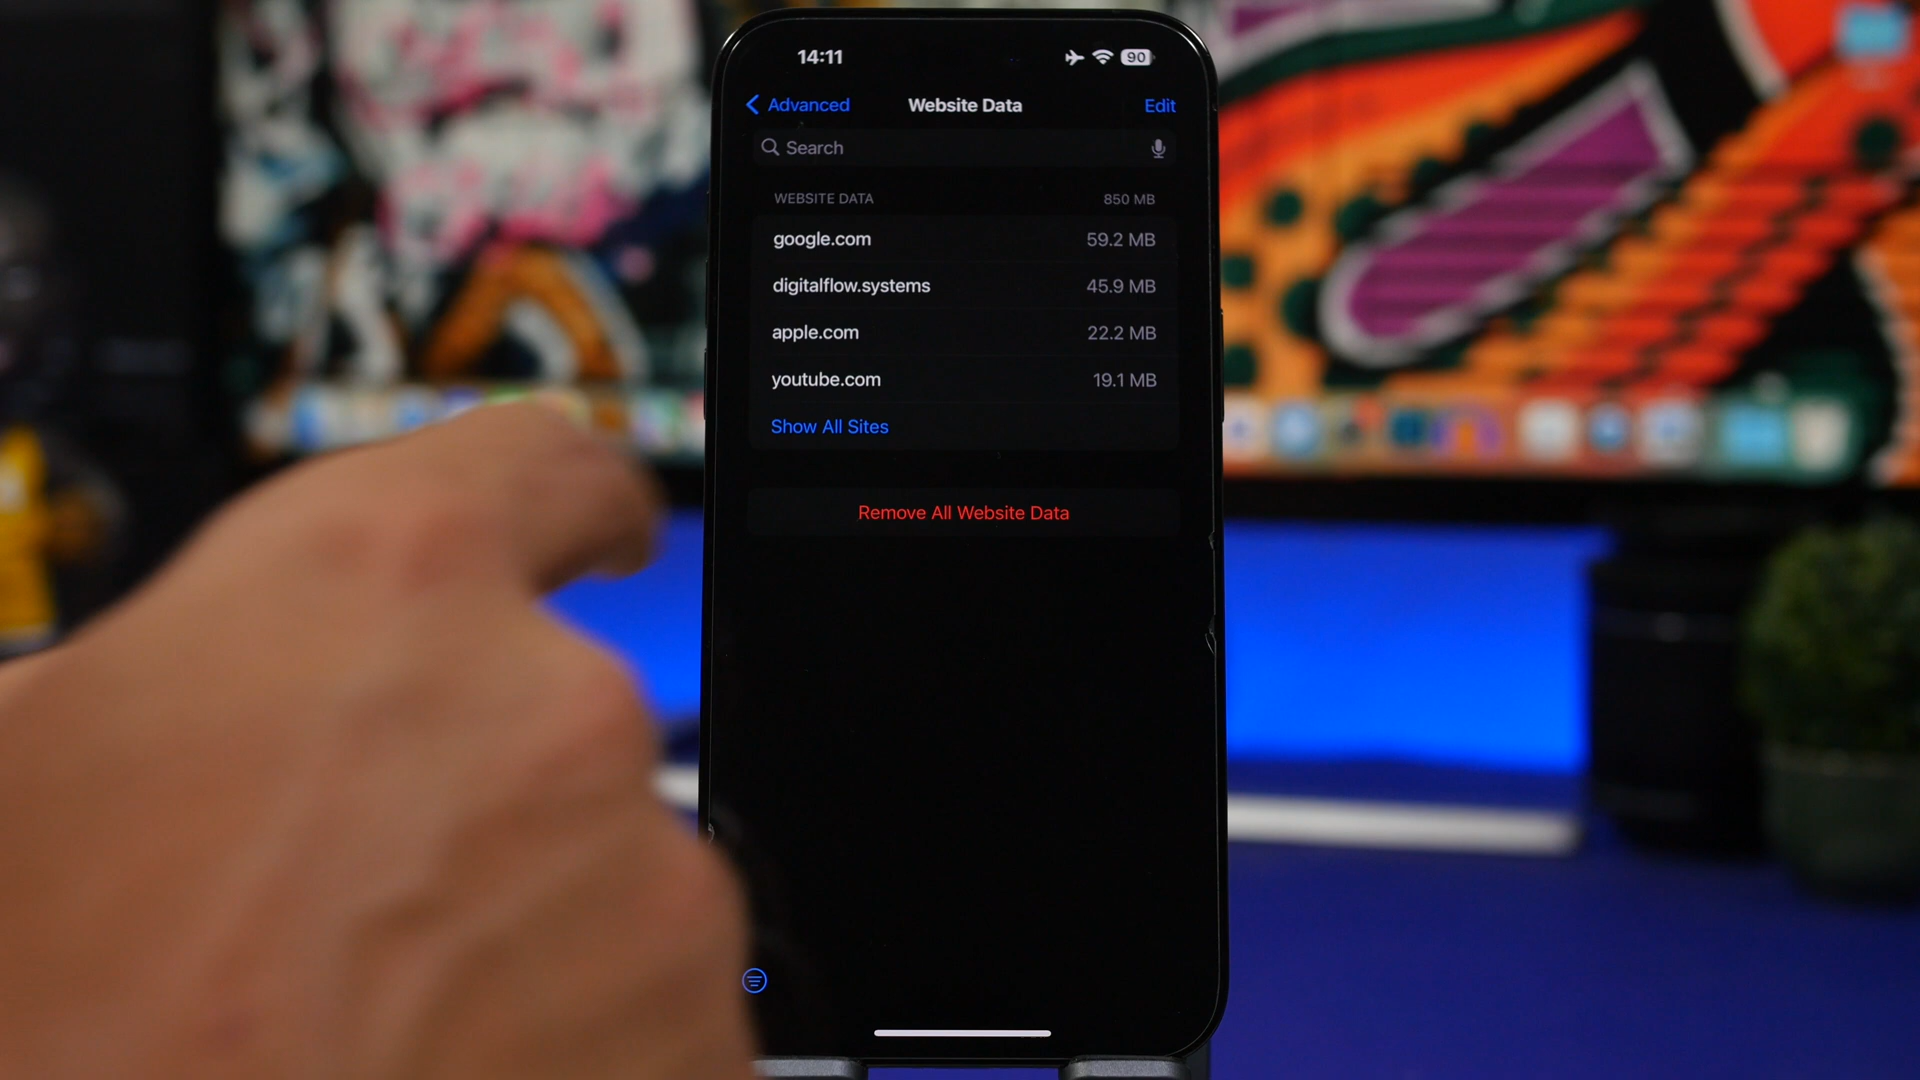 14:11 90
Advanced Website Data Edit
Search
WEBSITE DATA 850 MB
google.com 59.2 MB
digitalflow.systems 45.9 MB
apple.com 22.2 MB
youtube.com 19.1 MB
Show All Sites
Remove All Website Data